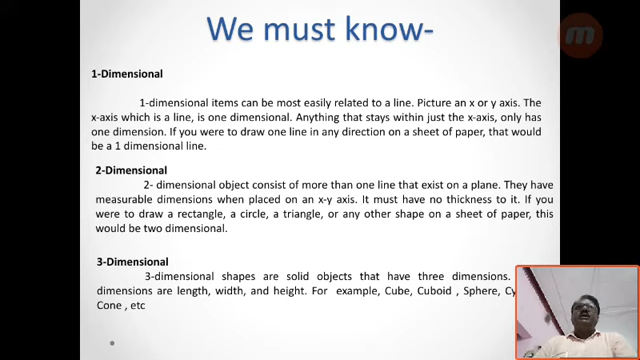 We must know-
1-Dimensional
1-dimensional items can be most easily related to a line. Picture an x or y axis. The
x-axis which is a line, is one dimensional. Anything that stays within just the x-axis, only has
one dimension. If you were to draw one line in any direction on a sheet of paper, that would
be a 1 dimensional line.
2-Dimensional
2- dimensional object consist of more than one line that exist on a plane. They have
measurable dimensions when placed on an x-y axis. It must have no thickness to it. If you
were to draw a rectangle, a circle, a triangle, or any other shape on a sheet of paper, this
would be two dimensional.
3-Dimensional
3-dimensional shapes are solid objects that have three dimensions.
dimensions are length, width, and height. For example, Cube, Cuboid , Sphere,
Cone , etc